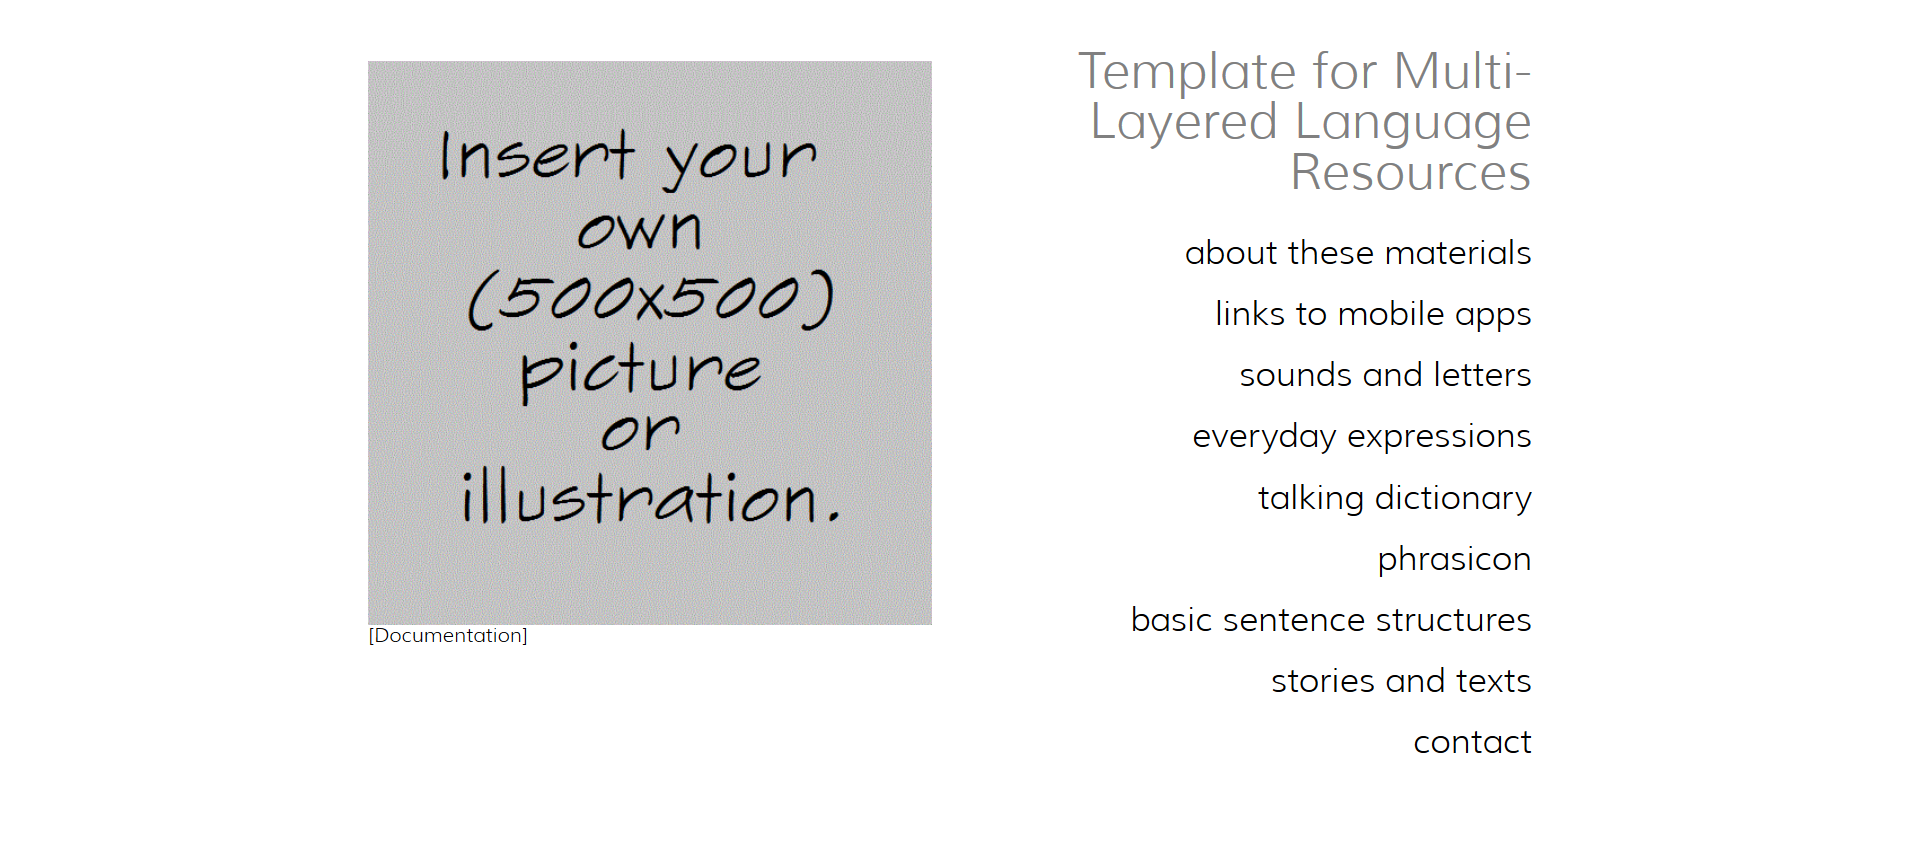 Insert your
own
(500x500)
picture
or
illustration.
[Documentation]
Template for Multi-
Layered Language
Resources
about these materials
links to mobile apps
sounds and letters
everyday expressions
talking dictionary
phrasicon
basic sentence structures
stories and texts
contact